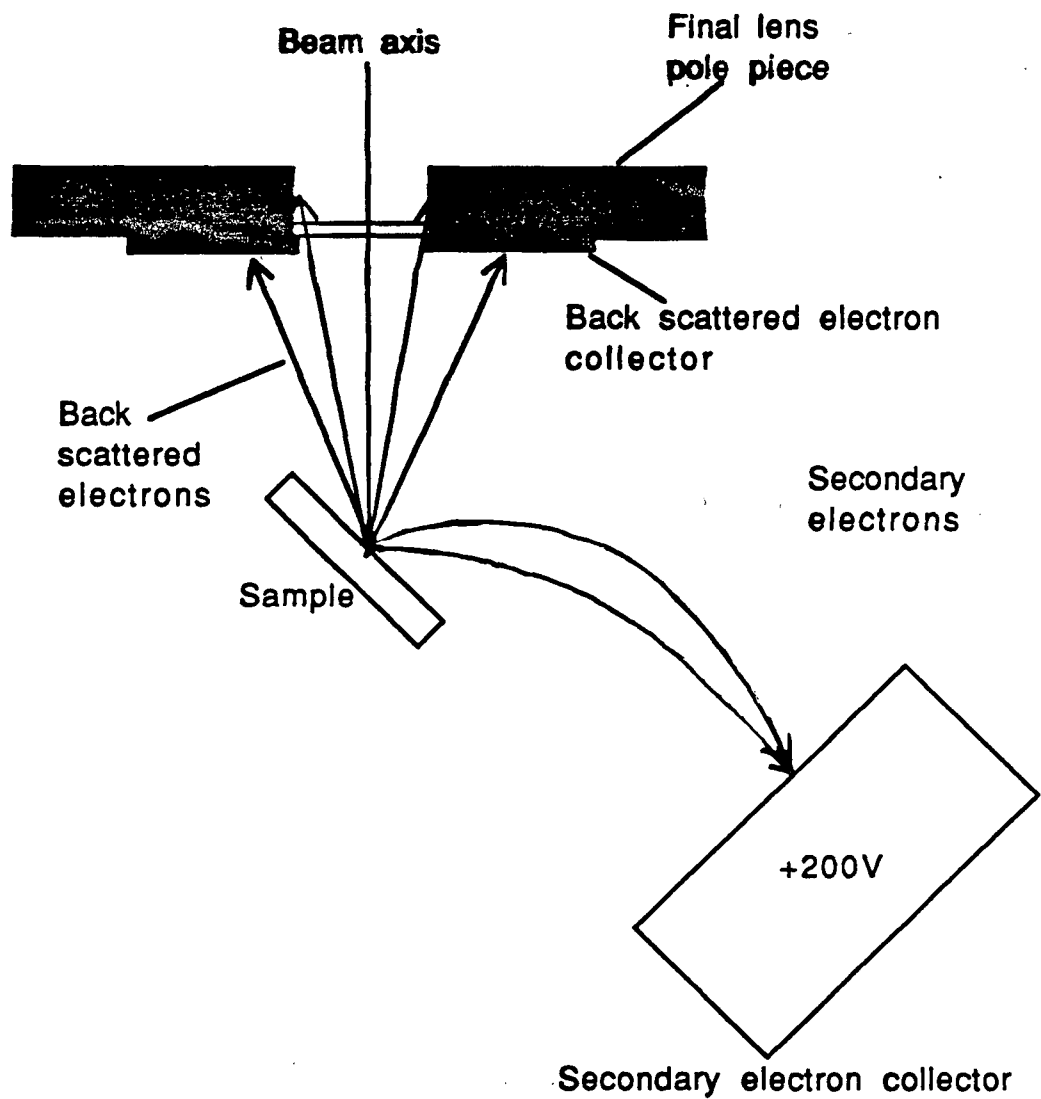 Beam axis
Final lens
pole piece
Back scattered electron
collector
Back
scattered
electrons
Secondary
electrons
Sample
+200V
Secondary electron collector